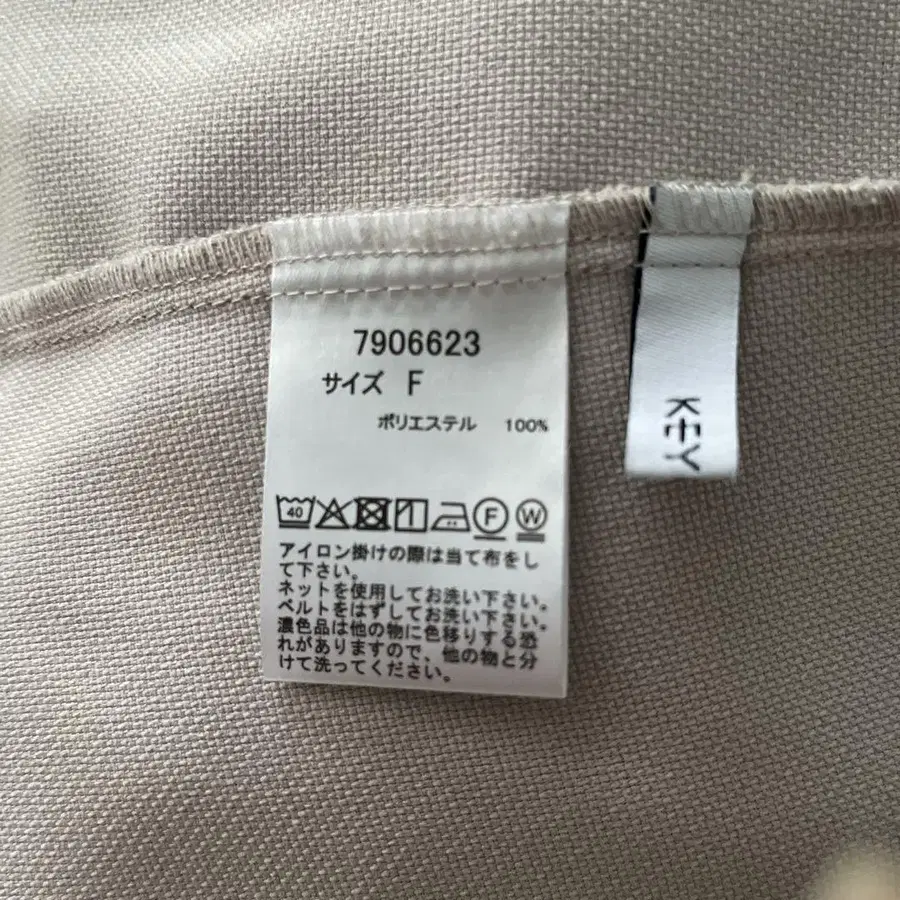 7906623
サイズ F
ポリエステル 100%
40 F W
アイロン掛けの際は当て布をし
て下さい。
ネットを使用してお洗い下さい。
ベルトをはずしてお洗い下さい。
濃色品は他の物に色移りする恐
れがありますので、他の物と分
けて洗ってください。
KEY